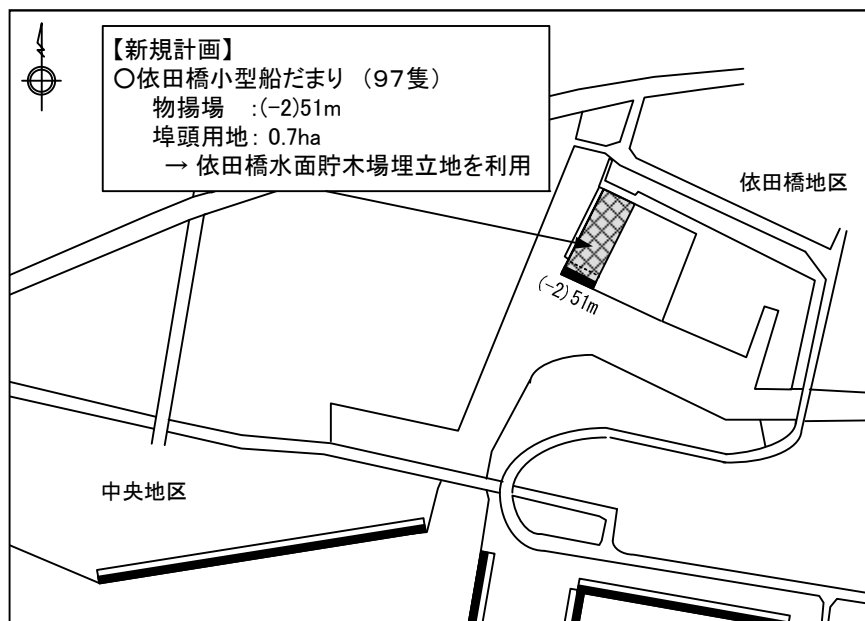 【新規計画】
〇依田橋小型船だまり (97隻)
物揚場 :(-2)51m
埠頭用地: 0.7ha
→ 依田橋水面貯木場埋立地を利用
依田橋地区
(-2)51m
中央地区